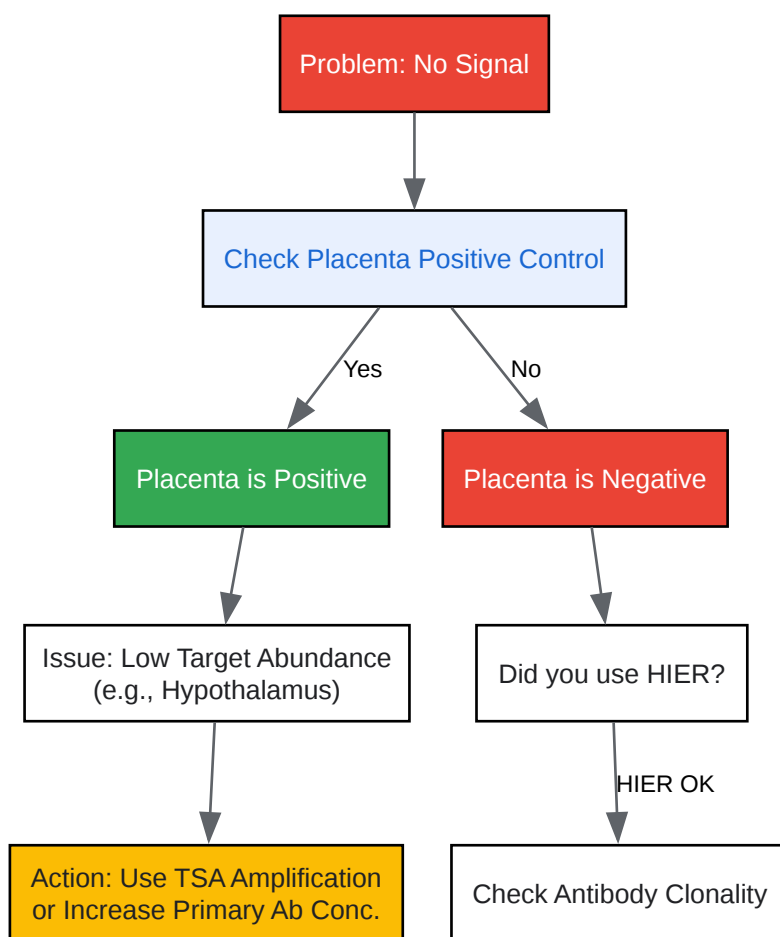 Problem: No Signal
Check Placenta Positive Control
Yes
No
Placenta is Positive
Placenta is Negative
Issue: Low Target Abundance
(e.g., Hypothalamus)
Did you use HIER?
HIER OK
Action: Use TSA Amplification
or Increase Primary Ab Conc.
Check Antibody Clonality